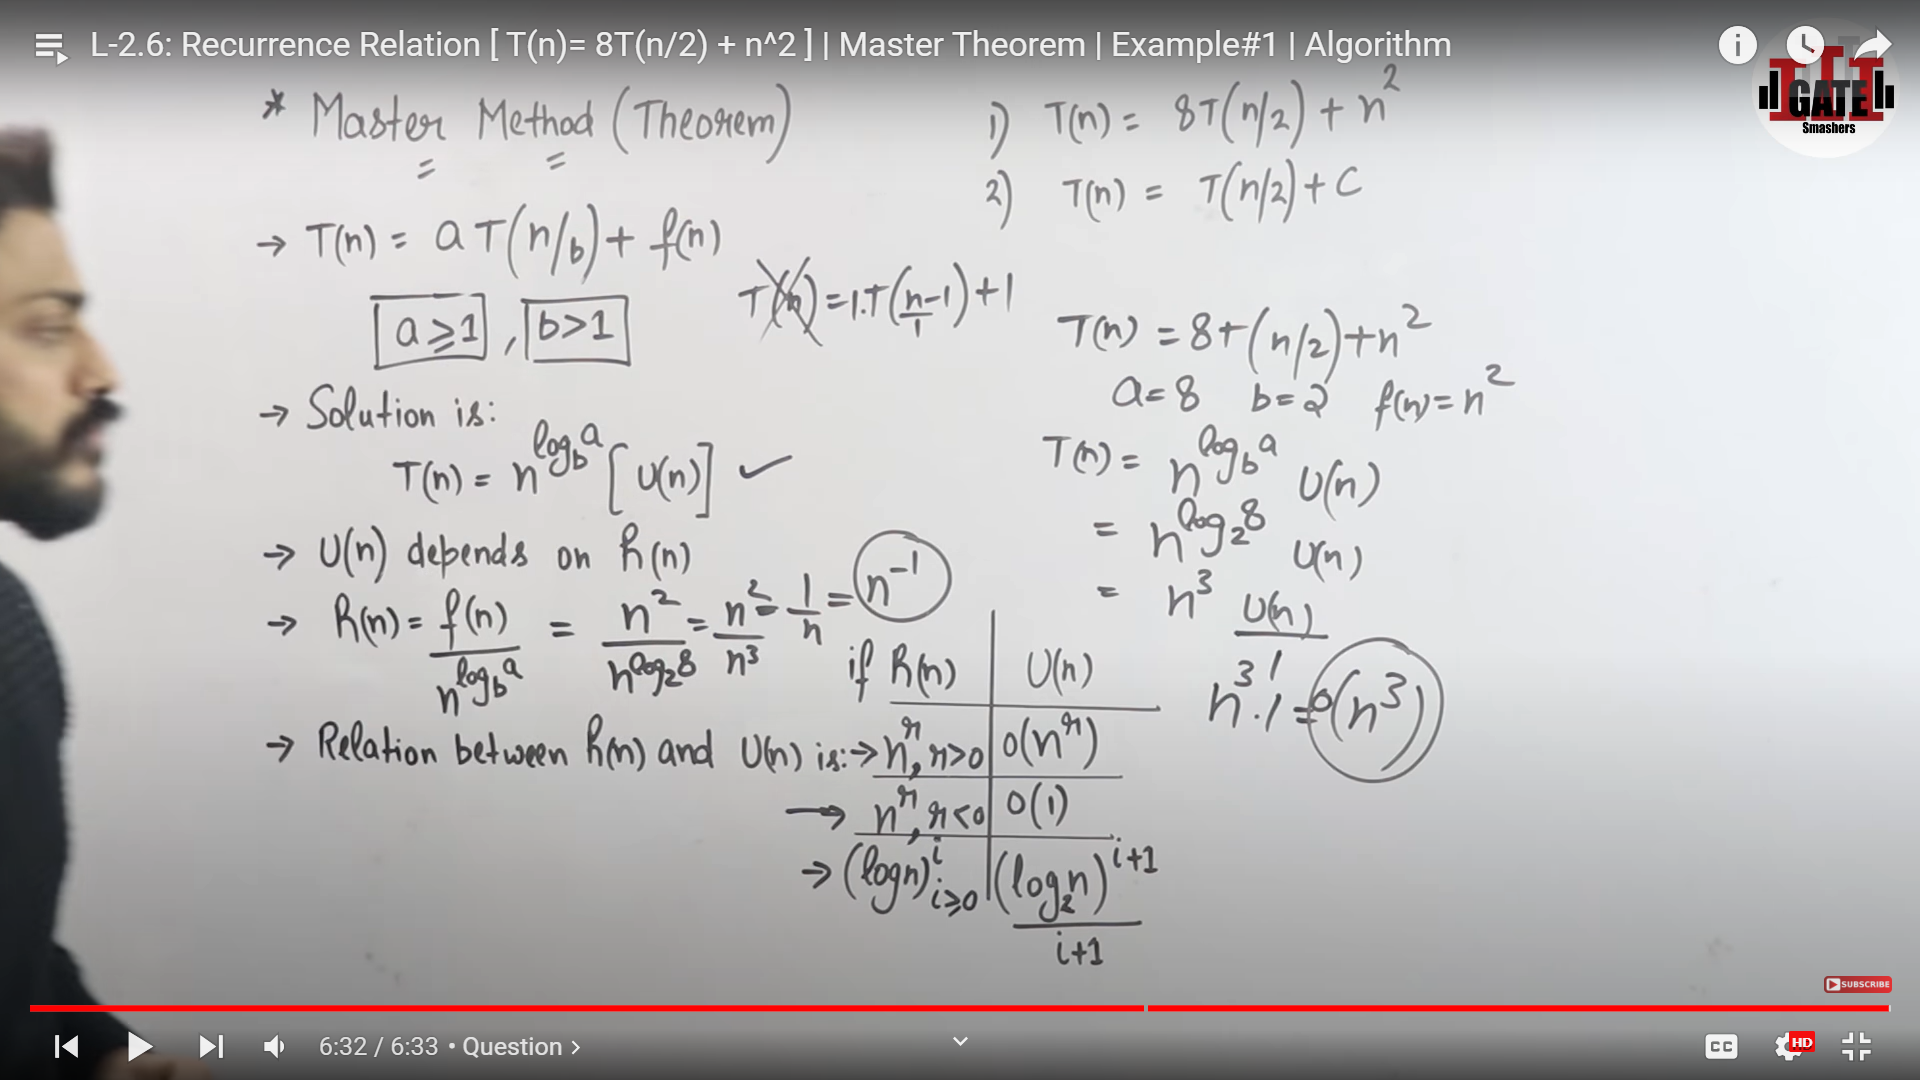 L-2.6: Recurrence Relation [ T(n)= 8T(n/2) + n^2 ] | Master Theorem | Example#1 | Algorithm
GATE
Smashers
* Master Method (Theorem)
→ T(n) = a T(n/b) + f(n)
a ≥ 1 , b > 1
T(n) = 1.T(n-1)/1 + 1
→ Solution is:
T(n) = n^log_b a [U(n)] ✓
→ U(n) depends on h(n)
→ h(n) = f(n) / n^log_b a = n^2 / n^log_2 8 = n^2 / n^3 = 1/n = n^-1
→ Relation between h(n) and U(n) is:
if h(n) | U(n)
→ n^r, r>0 | O(n^r)
→ n^r, r<0 | O(1)
→ (logn)^i i≥0 | (log_2 n)^i+1 / i+1
1) T(n) = 8T(n/2) + n^2
2) T(n) = T(n/2) + C
T(n) = 8T(n/2) + n^2
a = 8 b = 2 f(n) = n^2
T(n) = n^log_b a U(n)
= n^log_2 8 U(n)
= n^3 U(n)
n^3 . 1 = O(n^3)
SUBSCRIBE
6:32 / 6:33 • Question >
CC
HD